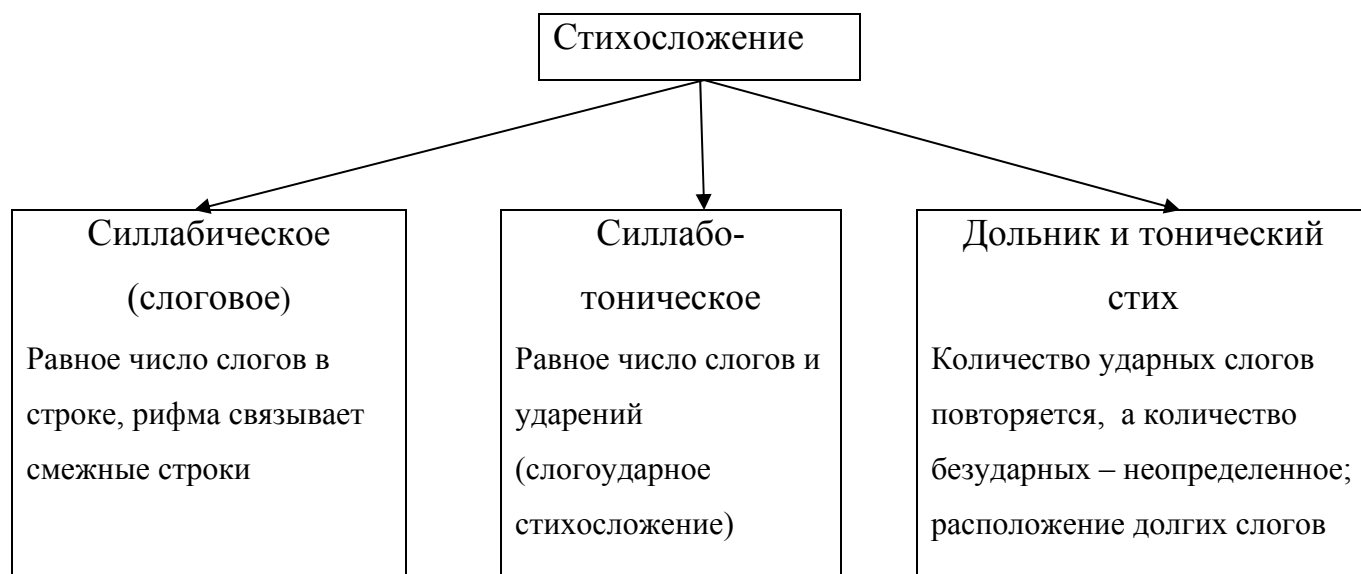 Стихосложение
Силлабическое
(слоговое)
Равное число слогов в
строке, рифма связывает
смежные строки
Силлабо-
тоническое
Равное число слогов и
ударений
(слогоударное
стихосложение)
Дольник и тонический
стих
Количество ударных слогов
повторяется, а количество
безударных – неопределенное;
расположение долгих слогов